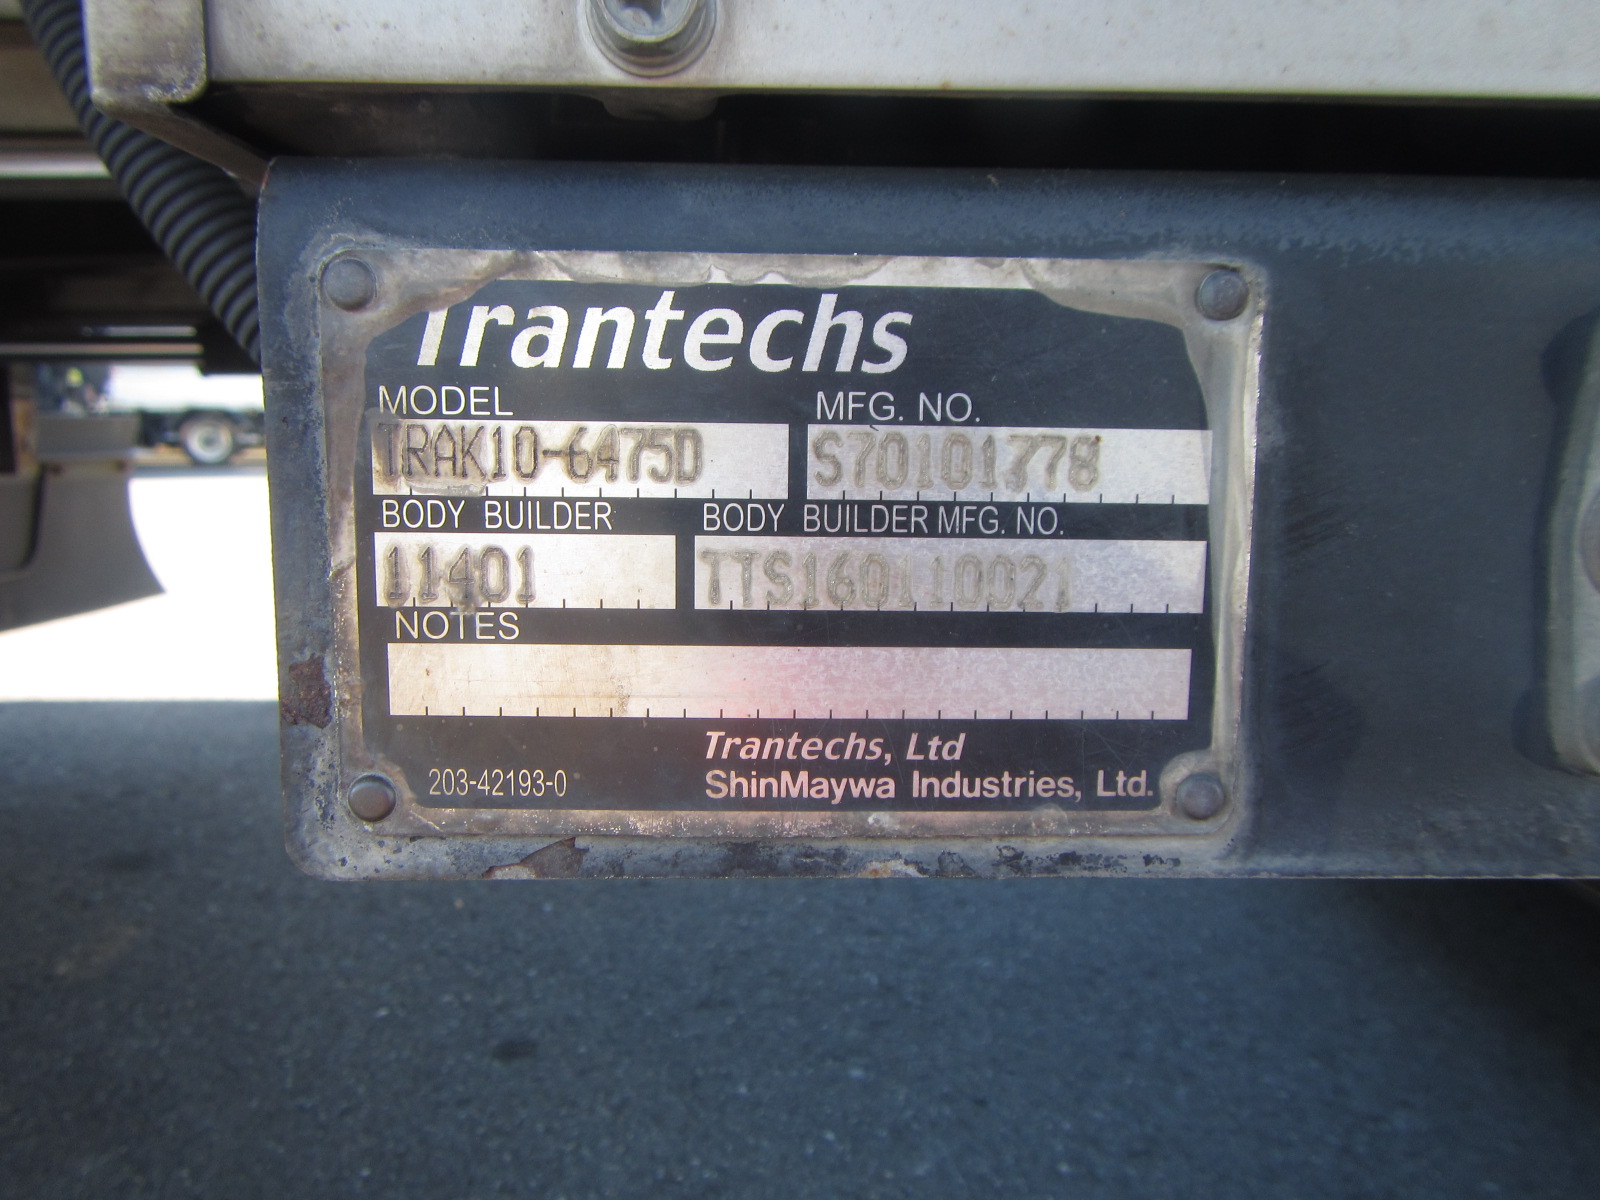 Trantechs
MODEL MFG. NO.
TRAK10-6475D S70101778
BODY BUILDER BODY BUILDER MFG. NO.
11401 TTS160110021
NOTES
Trantechs, Ltd
203-42193-0 ShinMaywa Industries, Ltd.